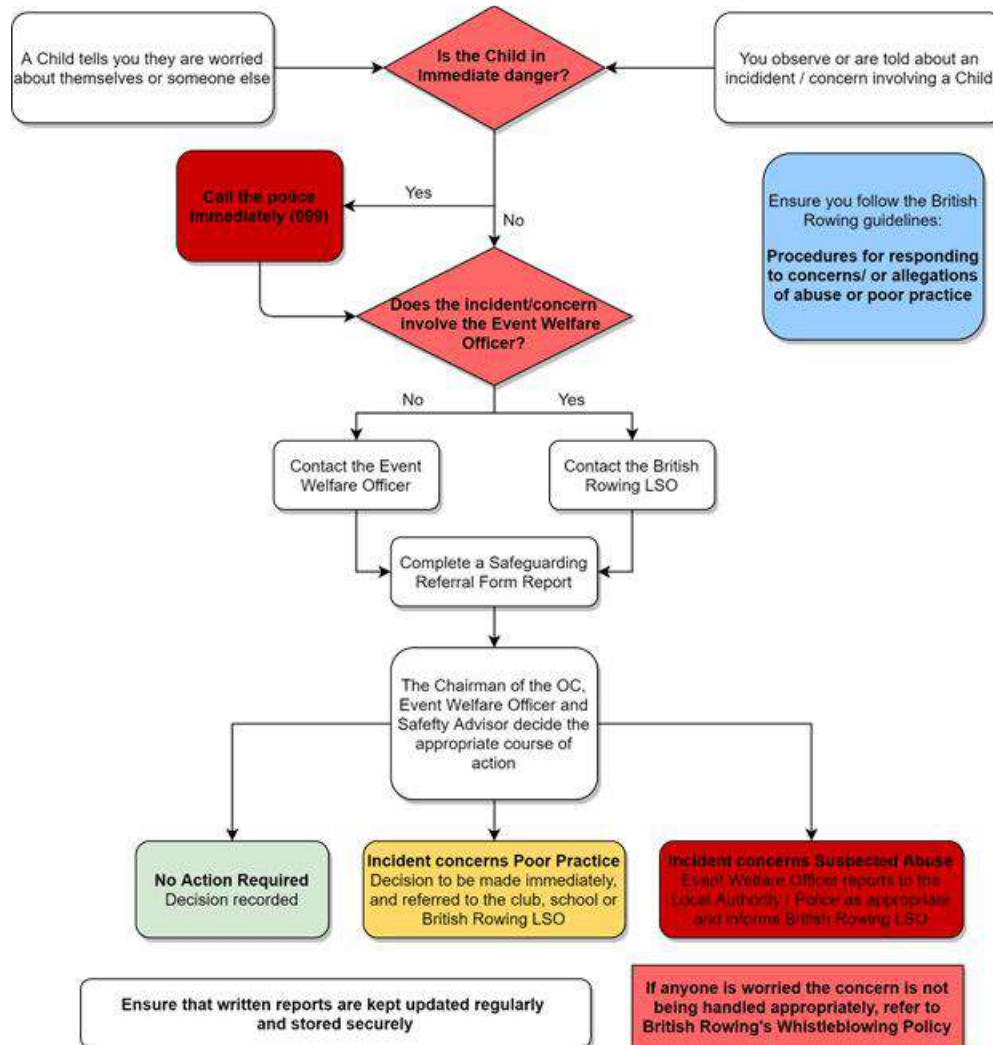 A Child tells you they are worried
about themselves or someone else
Is the Child in
Immediate danger?
You observe or are told about an
incidident / concern involving a Child
Call the police
immediately (999)
Yes
No
Ensure you follow the British
Rowing guidelines:
Procedures for responding
to concerns/ or allegations
of abuse or poor practice
Does the incident/concern
involve the Event Welfare
Officer?
No
Yes
Contact the Event
Welfare Officer
Contact the British
Rowing LSO
Complete a Safeguarding
Referral Form Report
The Chairman of the OC,
Event Welfare Officer and
Safefty Advisor decide the
appropriate course of
action
No Action Required
Decision recorded
Incident concerns Poor Practice
Decision to be made immediately,
and referred to the club, school or
British Rowing LSO
Incident concerns Suspected Abuse
Event Welfare Officer reports to the
Local Authority / Police as appropriate
and informs British Rowing LSO
Ensure that written reports are kept updated regularly
and stored securely
If anyone is worried the concern is not
being handled appropriately, refer to
British Rowing's Whistleblowing Policy